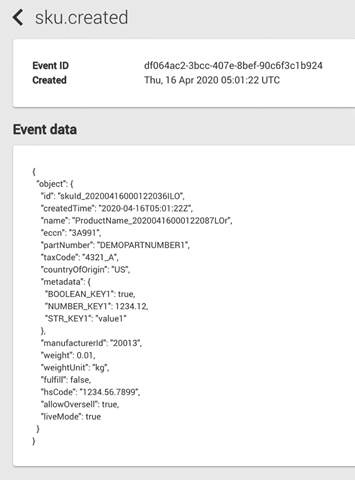 sku.created
Event ID df064ac2-3bcc-407e-8bef-90c6f3c1b924
Created Thu, 16 Apr 2020 05:01:22 UTC
Event data
{
"object": {
"id": "skuId_20200416000122036ILO",
"createdTime": "2020-04-16T05:01:22Z",
"name": "ProductName_20200416000122087LOr",
"eccn": "3A991",
"partNumber": "DEMOPARTNUMBER1",
"taxCode": "4321_A",
"countryOfOrigin": "US",
"metadata": {
"BOOLEAN_KEY1": true,
"NUMBER_KEY1": 1234.12,
"STR_KEY1": "value1"
},
"manufacturerId": "20013",
"weight": 0.01,
"weightUnit": "kg",
"fulfill": false,
"hsCode": "1234.56.7899",
"allowOversell": true,
"liveMode": true
}
}